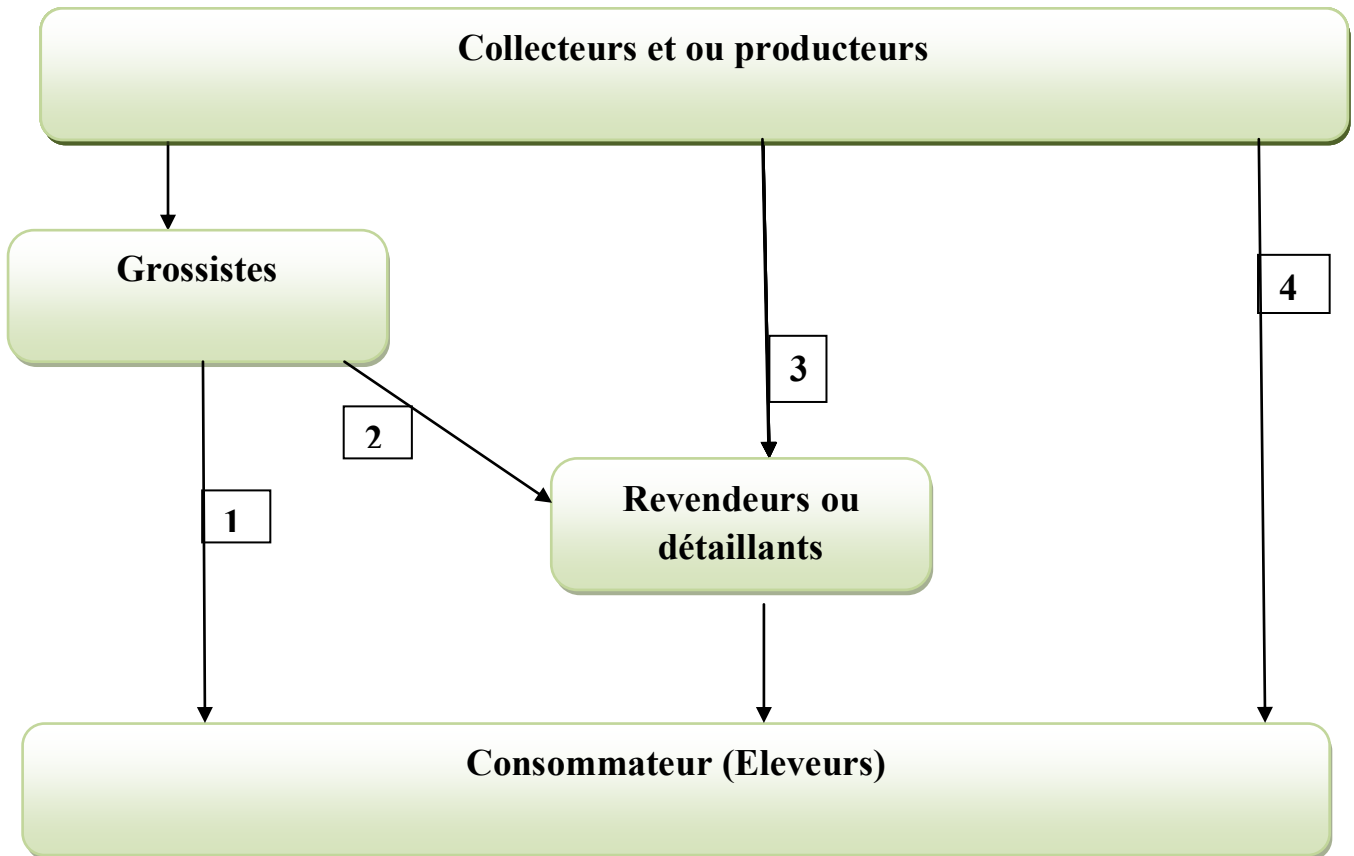 Collecteurs et ou producteurs
Grossistes
4
3
2
Revendeurs ou
détaillants
1
Consommateur (Eleveurs)